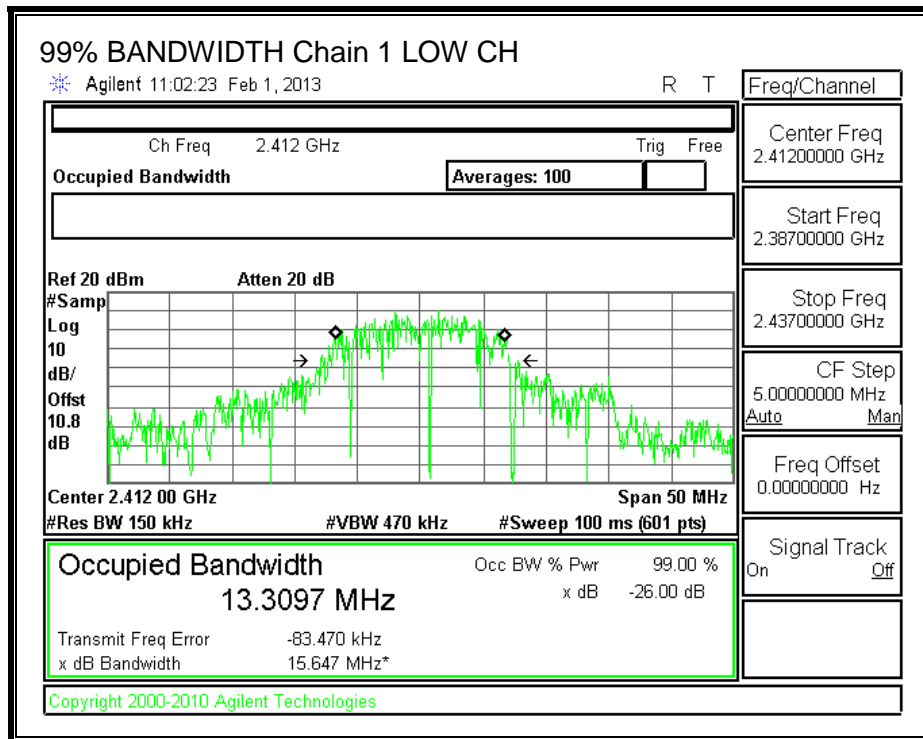 99% BANDWIDTH Chain 1 LOW CH
Agilent 11:02:23 Feb 1, 2013 R T
Freq/Channel
Ch Freq 2.412 GHz Trig Free
Occupied Bandwidth Averages: 100
Center Freq
2.41200000 GHz
Start Freq
2.38700000 GHz
Stop Freq
2.43700000 GHz
CF Step
5.00000000 MHz
Auto Man
Freq Offset
0.00000000 Hz
Signal Track
On Off
Ref 20 dBm Atten 20 dB
#Samp
Log
10
dB/
Offst
10.8
dB
Center 2.412 00 GHz Span 50 MHz
#Res BW 150 kHz #VBW 470 kHz #Sweep 100 ms (601 pts)
Occupied Bandwidth Occ BW % Pwr 99.00 %
13.3097 MHz x dB -26.00 dB
Transmit Freq Error -83.470 kHz
x dB Bandwidth 15.647 MHz*
Copyright 2000-2010 Agilent Technologies